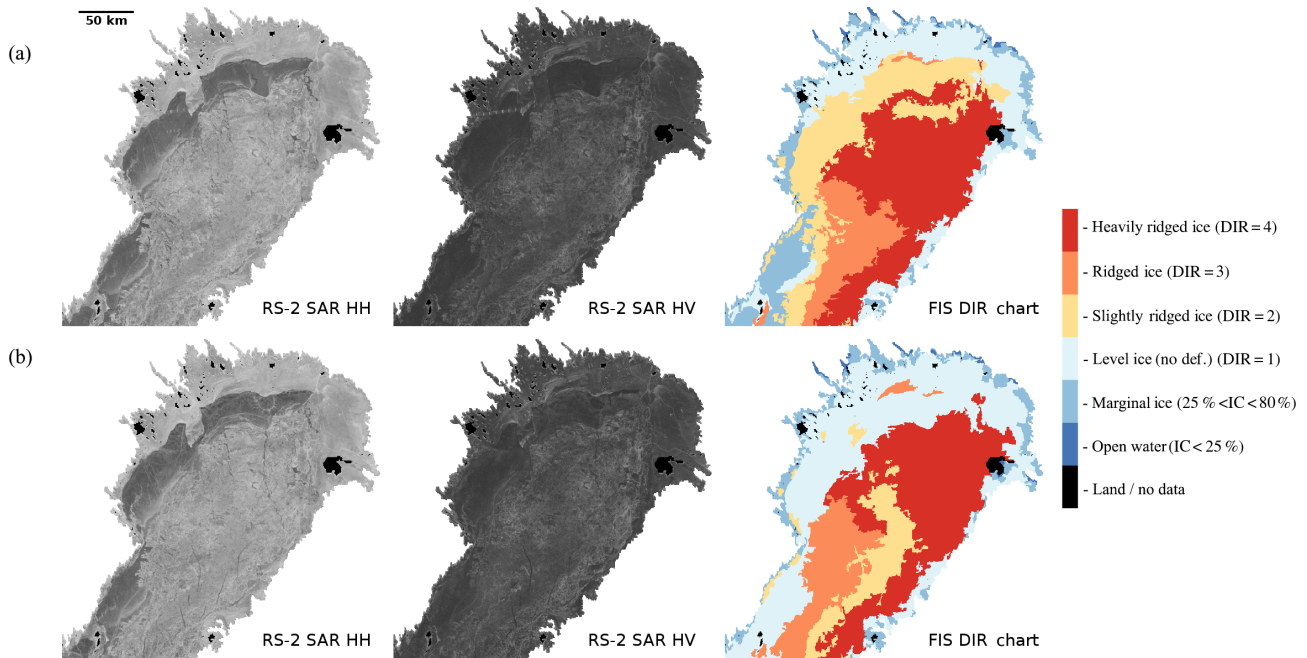 50 km
(a)
RS-2 SAR HH
RS-2 SAR HV
FIS DIR chart
- Heavily ridged ice (DIR = 4)
- Ridged ice (DIR = 3)
- Slightly ridged ice (DIR = 2)
- Level ice (no def.) (DIR = 1)
- Marginal ice (25 % < IC < 80 %)
- Open water (IC < 25 %)
- Land / no data
(b)
RS-2 SAR HH
RS-2 SAR HV
FIS DIR chart